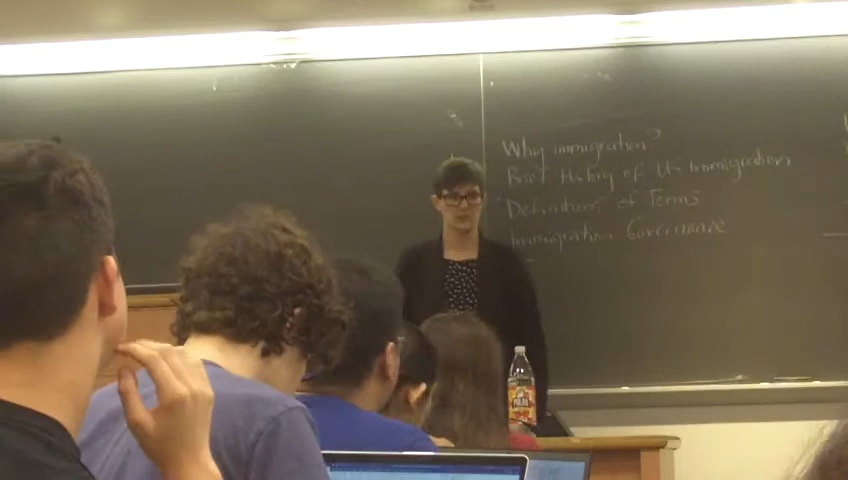 Why immigration?
Brief History of US Immigration
Definitions of Terms
Immigration Governance